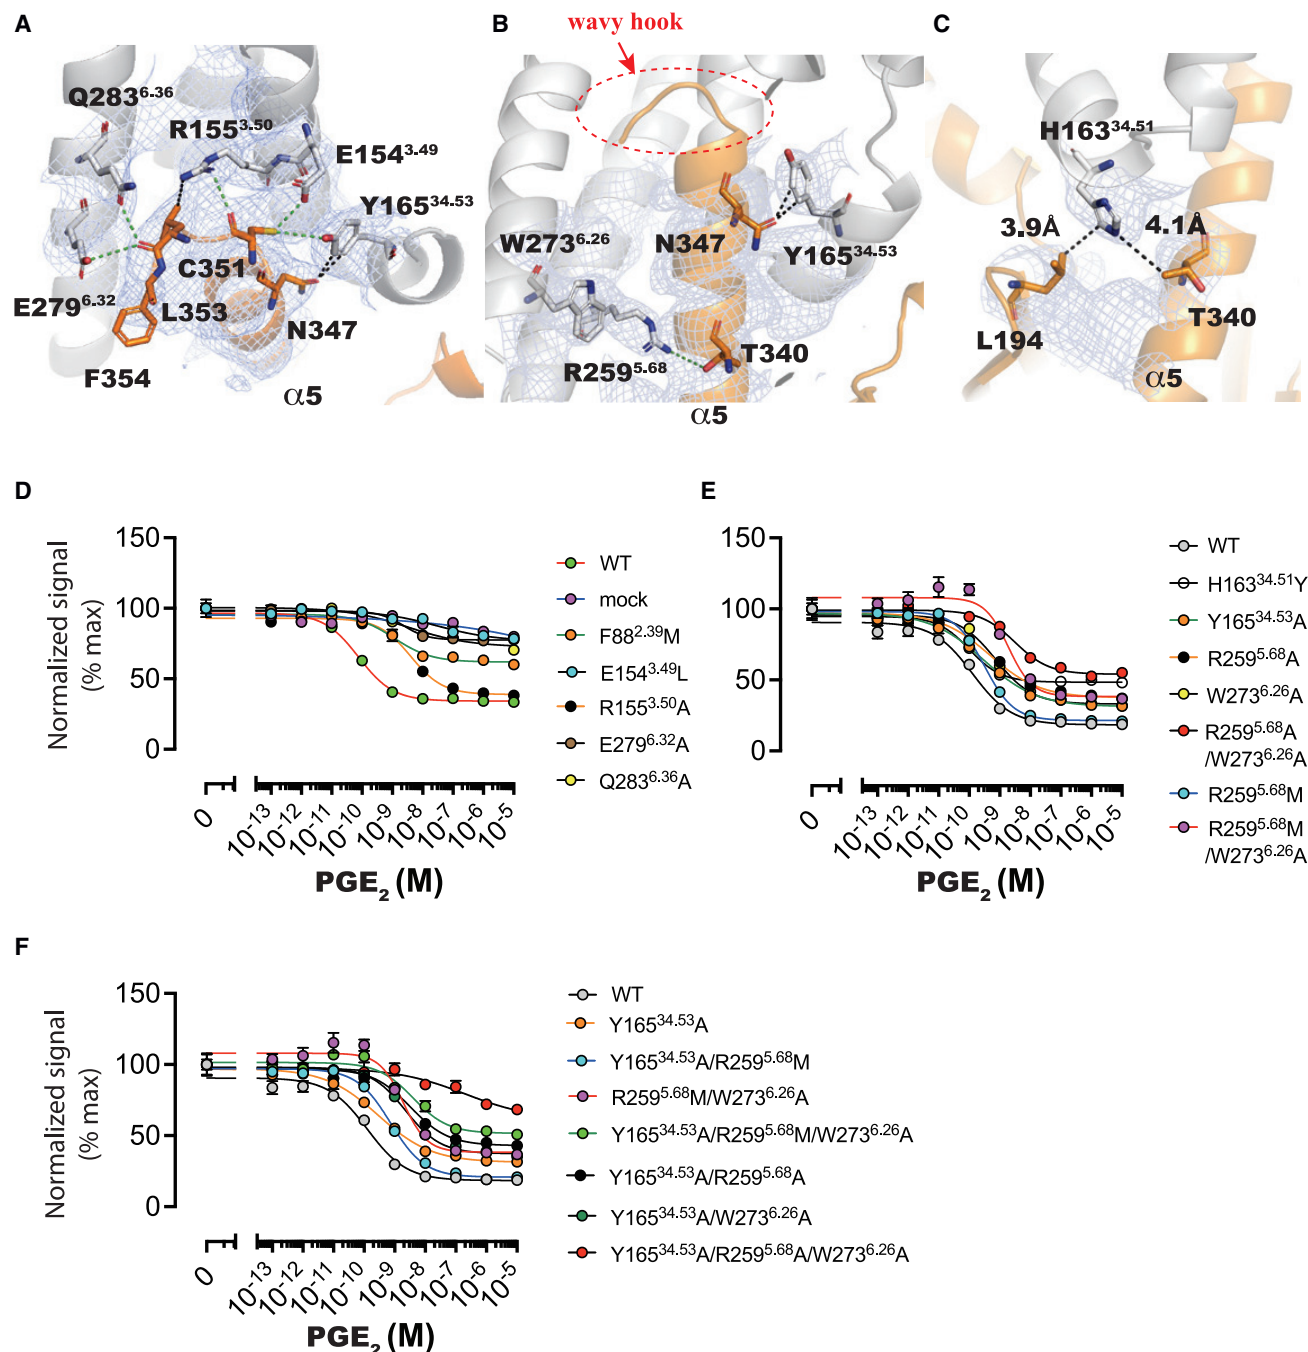 A
Q283^6.36
R155^3.50
E154^3.49
Y165^34.53
C351
E279^6.32
L353
N347
F354
α5
B
wavy hook
W273^6.26
N347
Y165^34.53
R259^5.68
T340
α5
C
H163^34.51
3.9Å
4.1Å
L194
T340
α5
D
Normalized signal
(% max)
150
100
50
0
0
10^-13
10^-12
10^-11
10^-10
10^-9
10^-8
10^-7
10^-6
10^-5
PGE₂ (M)
WT
mock
F88^2.39M
E154^3.49L
R155^3.50A
E279^6.32A
Q283^6.36A
E
Normalized signal
(% max)
150
100
50
0
0
10^-13
10^-12
10^-11
10^-10
10^-9
10^-8
10^-7
10^-6
10^-5
PGE₂ (M)
WT
H163^34.51Y
Y165^34.53A
R259^5.68A
W273^6.26A
R259^5.68A
/W273^6.26A
R259^5.68M
R259^5.68M
/W273^6.26A
F
Normalized signal
(% max)
150
100
50
0
0
10^-13
10^-12
10^-11
10^-10
10^-9
10^-8
10^-7
10^-6
10^-5
PGE₂ (M)
WT
Y165^34.53A
Y165^34.53A/R259^5.68M
R259^5.68M/W273^6.26A
Y165^34.53A/R259^5.68M/W273^6.26A
Y165^34.53A/R259^5.68A
Y165^34.53A/W273^6.26A
Y165^34.53A/R259^5.68A/W273^6.26A